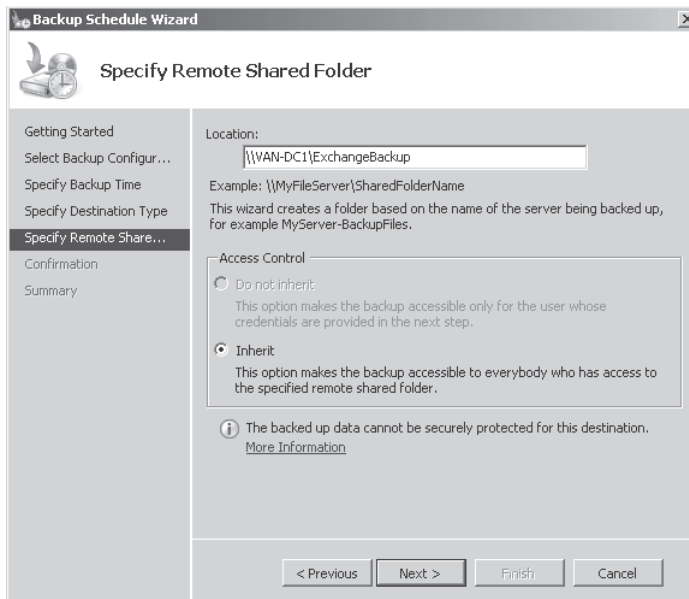 Backup Schedule Wizard
Specify Remote Shared Folder
Getting Started
Select Backup Configur...
Specify Backup Time
Specify Destination Type
Specify Remote Share...
Confirmation
Summary
Location:
\\VAN-DC1\ExchangeBackup
Example: \\MyFileServer\SharedFolderName
This wizard creates a folder based on the name of the server being backed up,
for example MyServer-BackupFiles.
Access Control
Do not inherit
This option makes the backup accessible only for the user whose
credentials are provided in the next step.
Inherit
This option makes the backup accessible to everybody who has access to
the specified remote shared folder.
The backed up data cannot be securely protected for this destination.
More Information
< Previous
Next >
Finish
Cancel